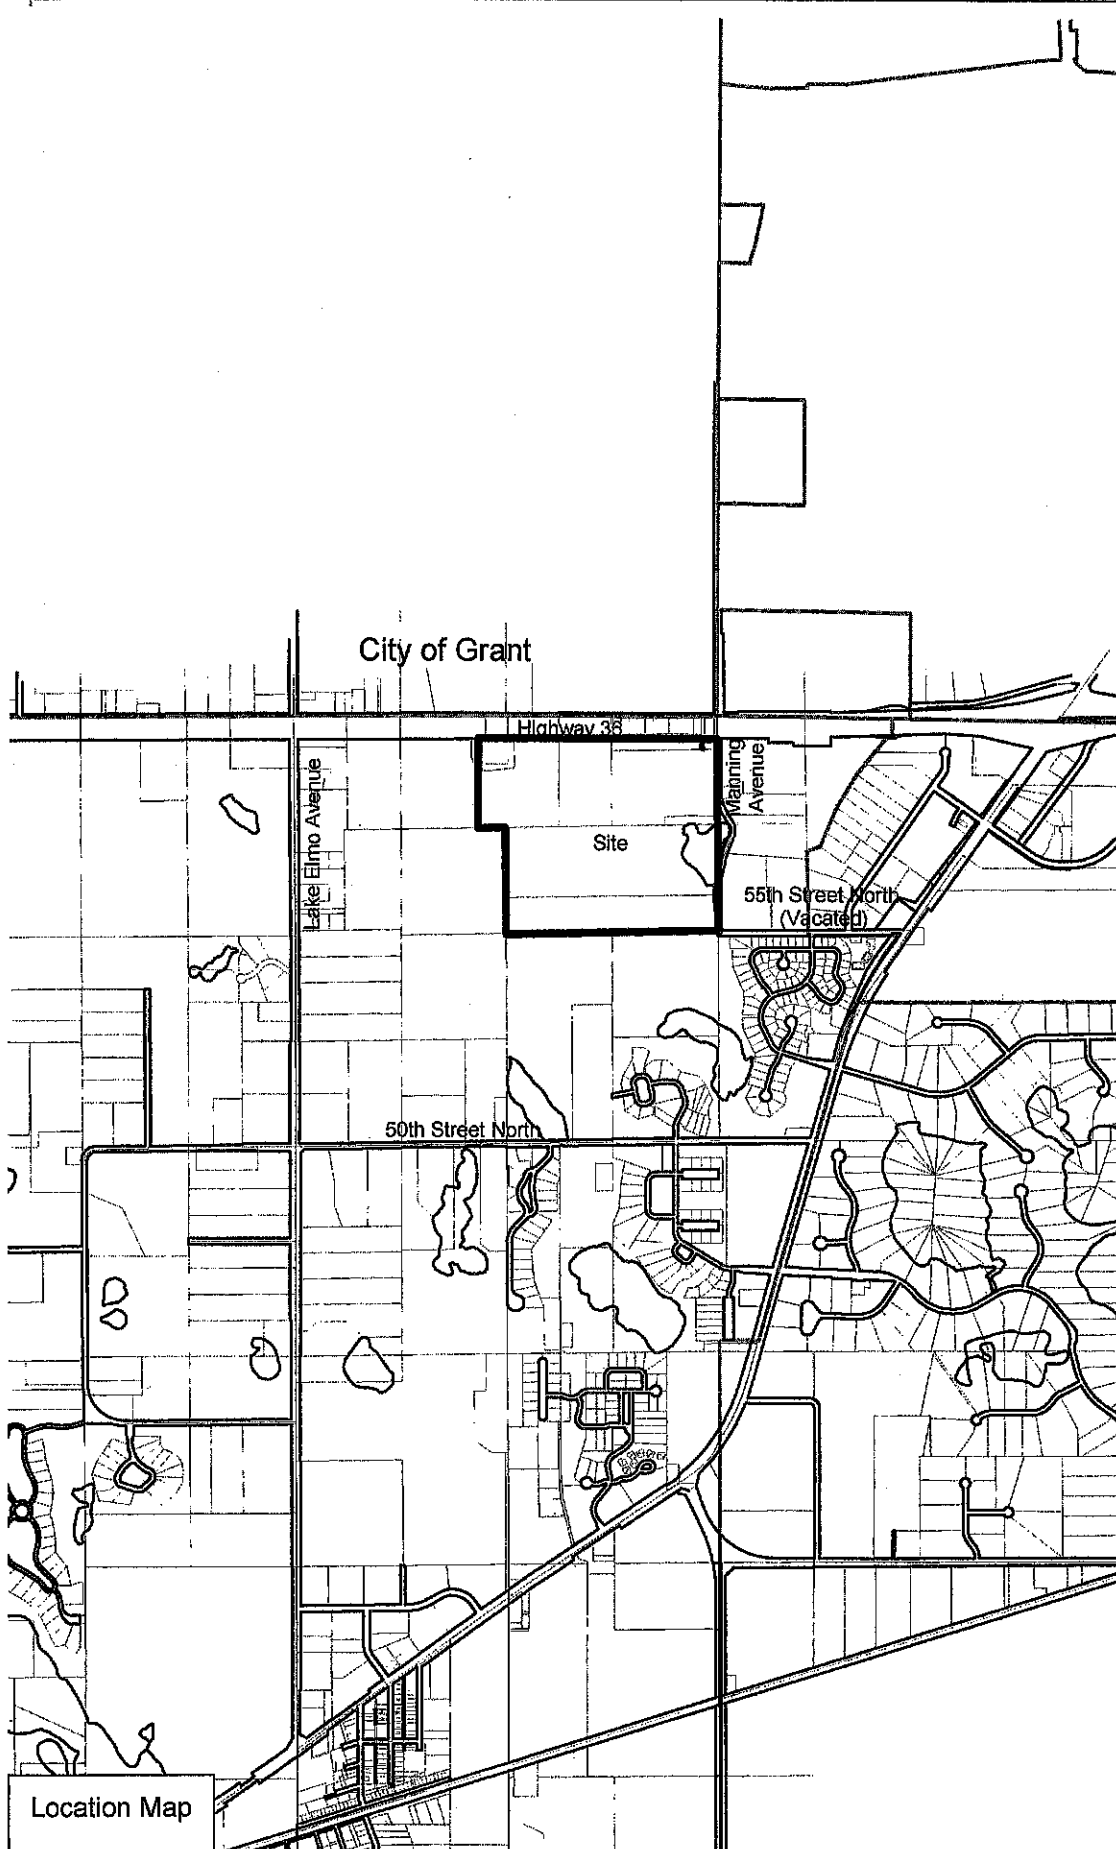 City of Grant
Highway 36
Manning
Avenue
Lake Elmo Avenue
Site
55th Street North
(Vacated)
50th Street North
Location Map